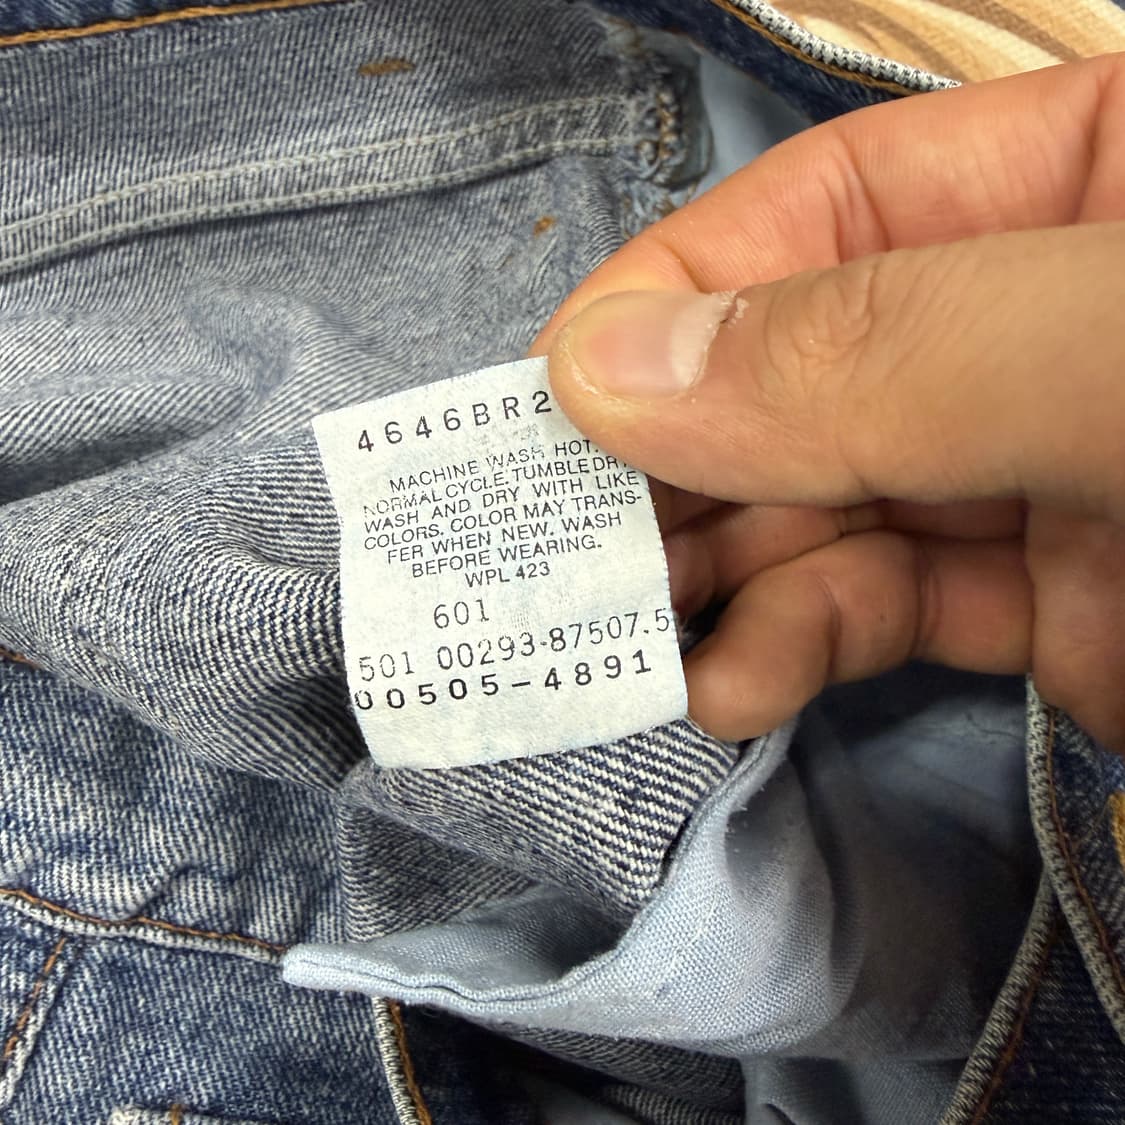 4646BR2
MACHINE WASH HOT.
NORMAL CYCLE. TUMBLE DRY.
WASH AND DRY WITH LIKE
COLORS. COLOR MAY TRANS-
FER WHEN NEW. WASH
BEFORE WEARING.
WPL 423
601
501 00293-87507.5
00505-4891